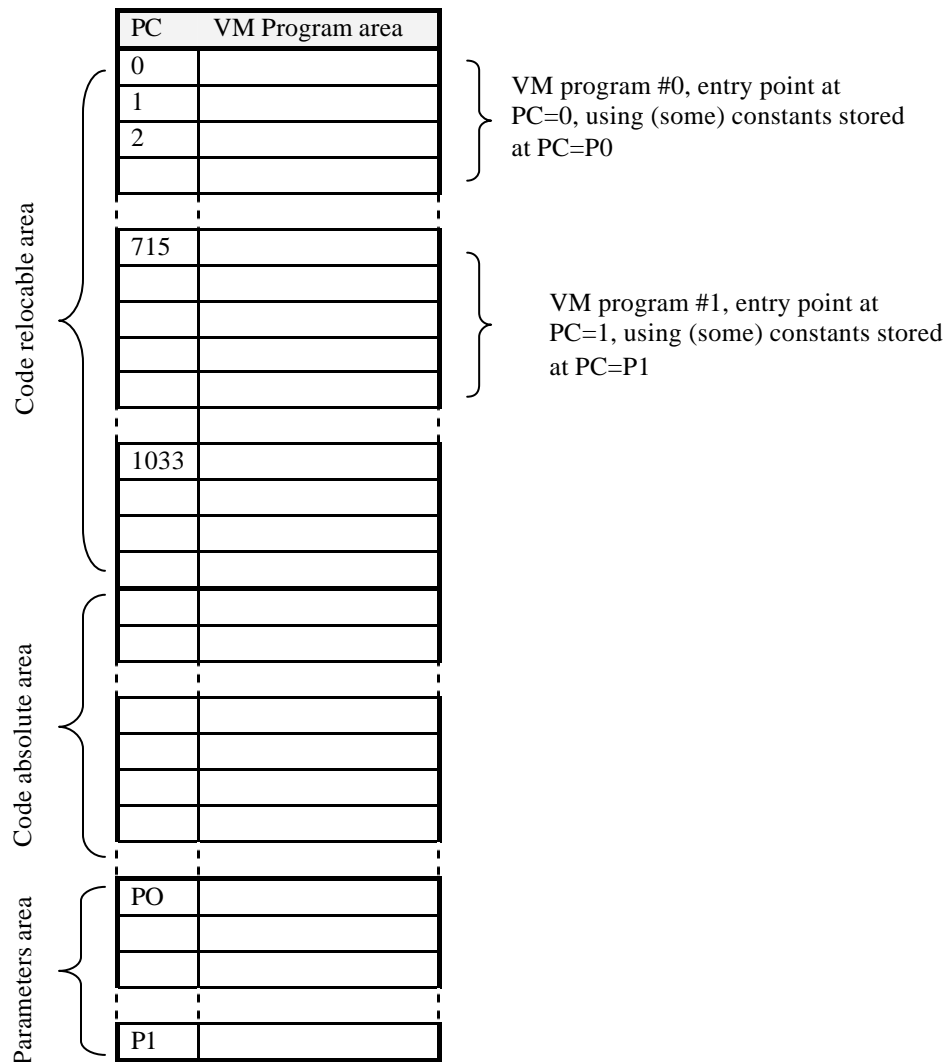 PC VM Program area
0
1
2
VM program #0, entry point at
PC=0, using (some) constants stored
at PC=P0
Code relocable area
715
VM program #1, entry point at
PC=1, using (some) constants stored
at PC=P1
1033
Code absolute area
PO
Parameters area
P1